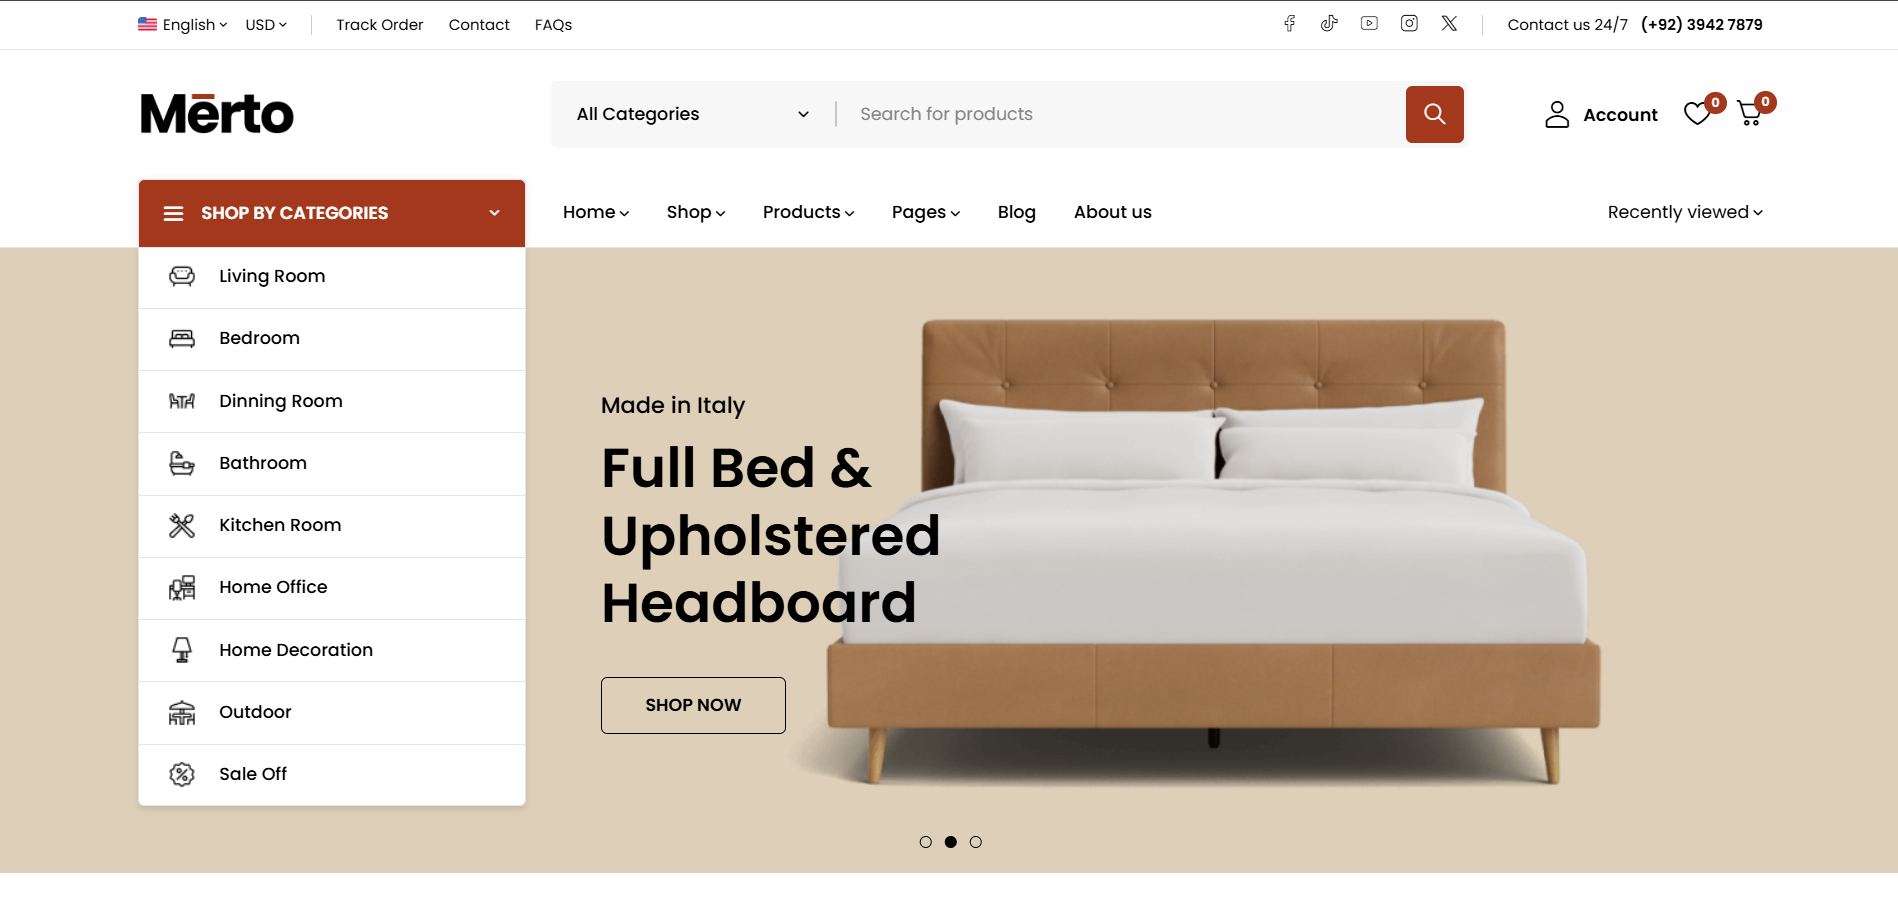 English USD Track Order Contact FAQs Contact us 24/7 (+92) 3942 7879
Mērto All Categories Search for products Account 0 0
SHOP BY CATEGORIES Home Shop Products Pages Blog About us Recently viewed
Living Room
Bedroom
Dinning Room
Bathroom
Kitchen Room
Home Office
Home Decoration
Outdoor
Sale Off
Made in Italy
Full Bed &
Upholstered
Headboard
SHOP NOW